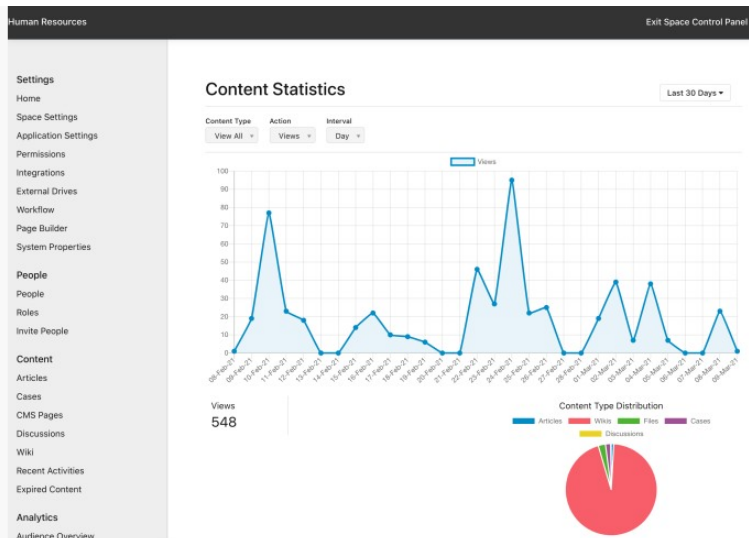 Human Resources
Exit Space Control Panel
Settings
Home
Space Settings
Application Settings
Permissions
Integrations
External Drives
Workflow
Page Builder
System Properties
People
People
Roles
Invite People
Content
Articles
Cases
CMS Pages
Discussions
Wiki
Recent Activities
Expired Content
Analytics
Audience Overview
Content Statistics
Last 30 Days
Content Type Action Interval
View All Views Day
Views
100
90
80
70
60
50
40
30
20
10
0
08-Feb-21 09-Feb-21 10-Feb-21 11-Feb-21 12-Feb-21 13-Feb-21 14-Feb-21 15-Feb-21 16-Feb-21 17-Feb-21 18-Feb-21 19-Feb-21 20-Feb-21 21-Feb-21 22-Feb-21 23-Feb-21 24-Feb-21 25-Feb-21 26-Feb-21 27-Feb-21 28-Feb-21 01-Mar-21 02-Mar-21 03-Mar-21 04-Mar-21 05-Mar-21 06-Mar-21 07-Mar-21 08-Mar-21 09-Mar-21
Views
548
Content Type Distribution
Articles Wikis Files Cases
Discussions